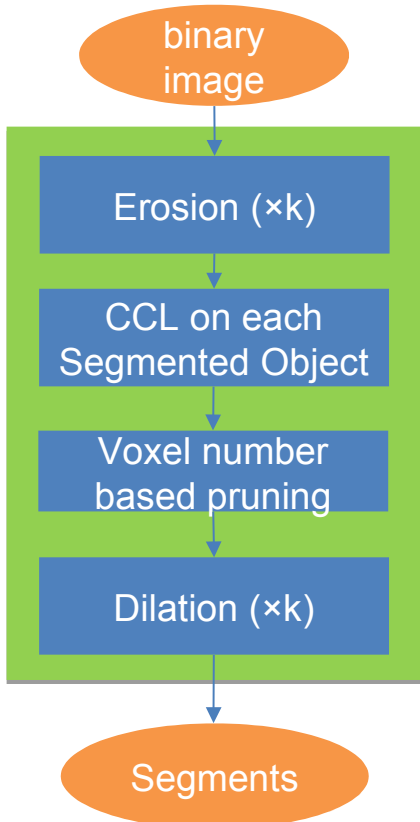 binary
image
Erosion (×k)
CCL on each
Segmented Object
Voxel number
based pruning
Dilation (×k)
Segments